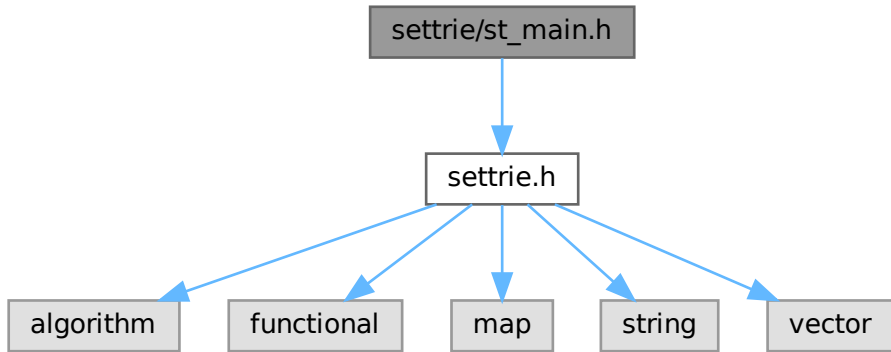 settrie/st_main.h
settrie.h
algorithm
functional
map
string
vector